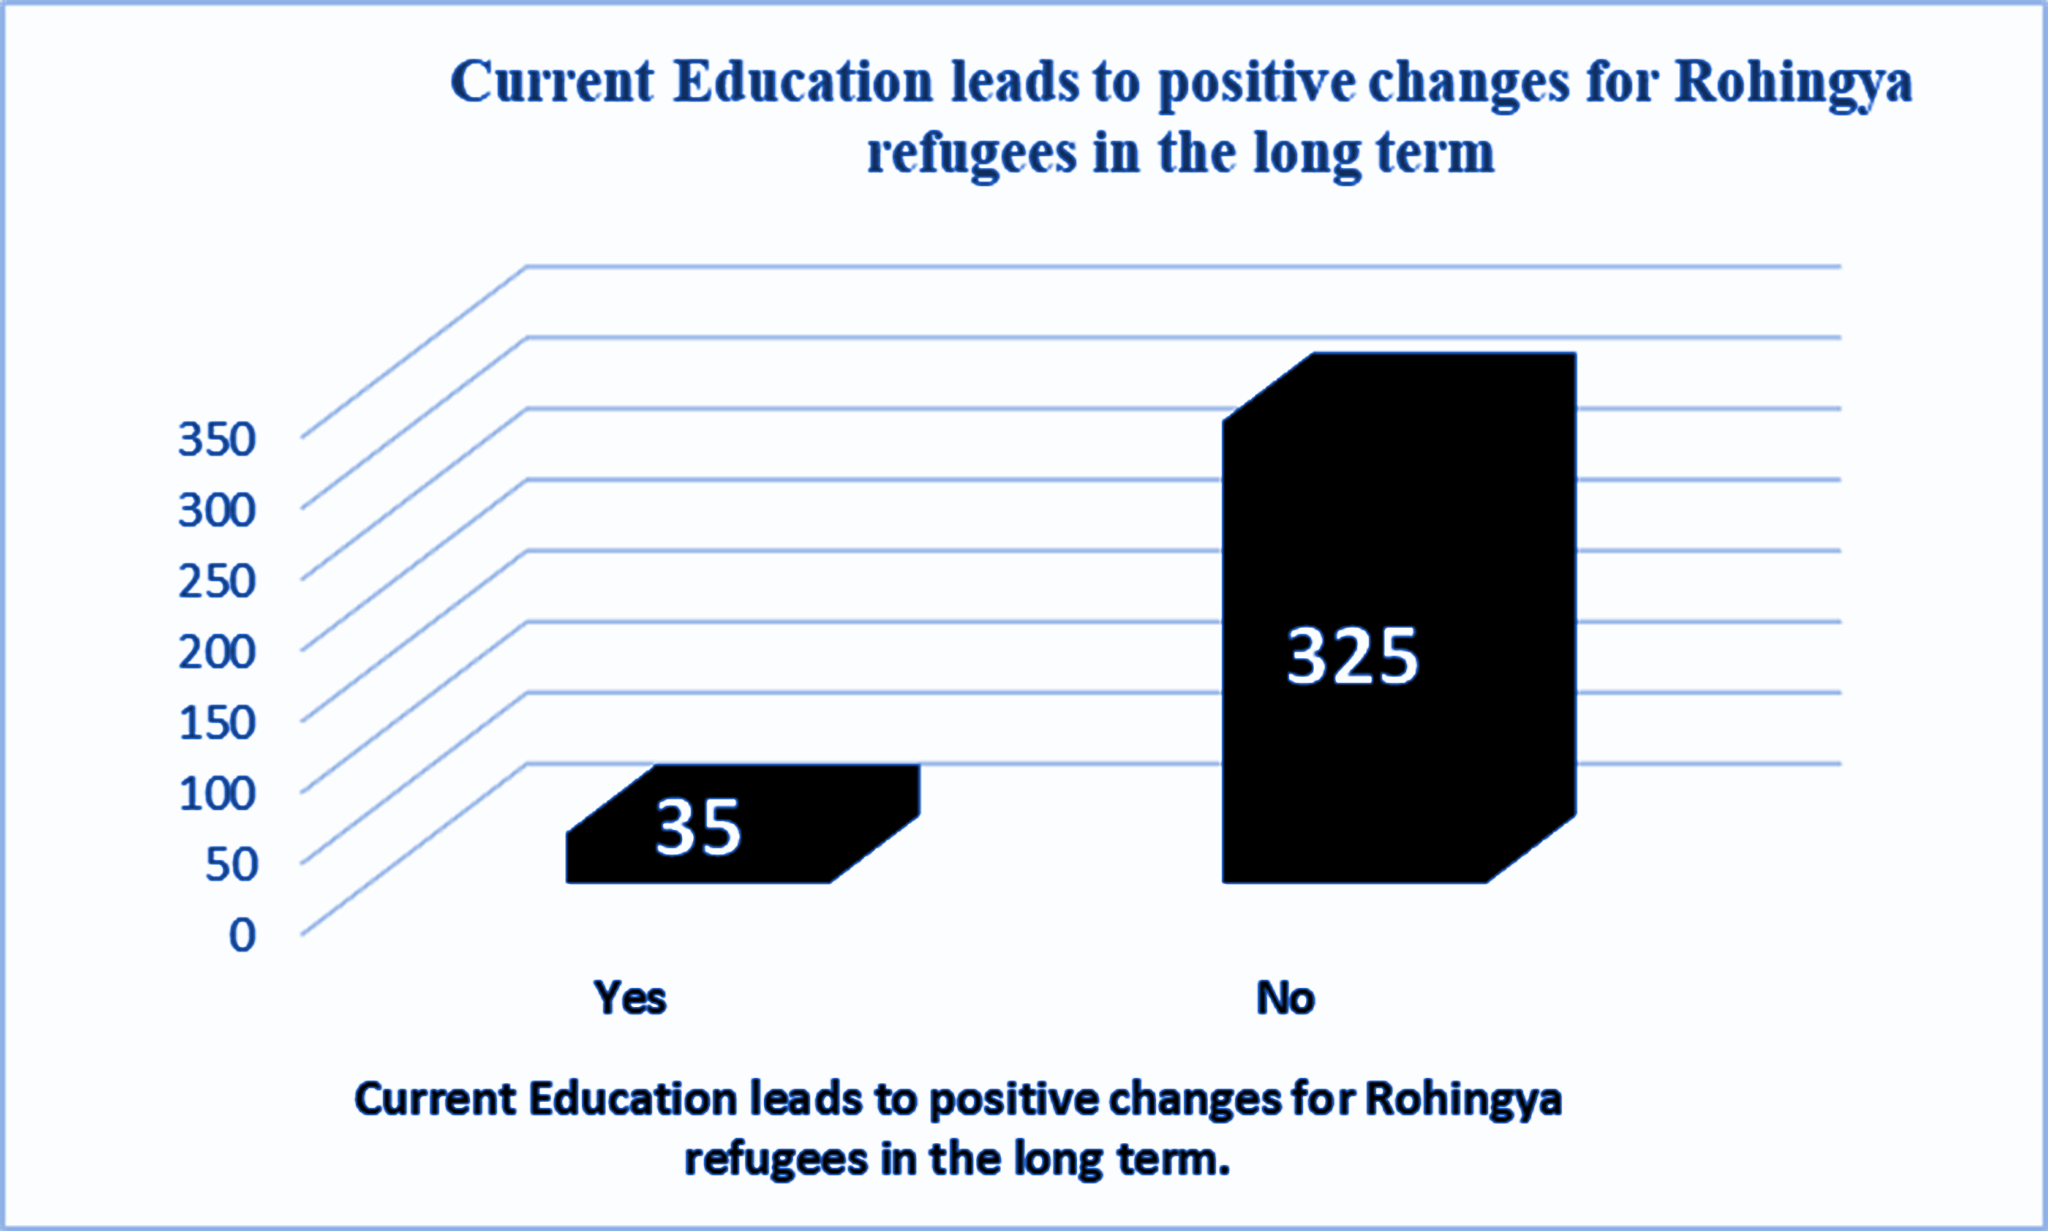 Current Education leads to positive changes for Rohingya
refugees in the long term
350
300
250
200
150
100
50
0
35
325
Yes
No
Current Education leads to positive changes for Rohingya
refugees in the long term.